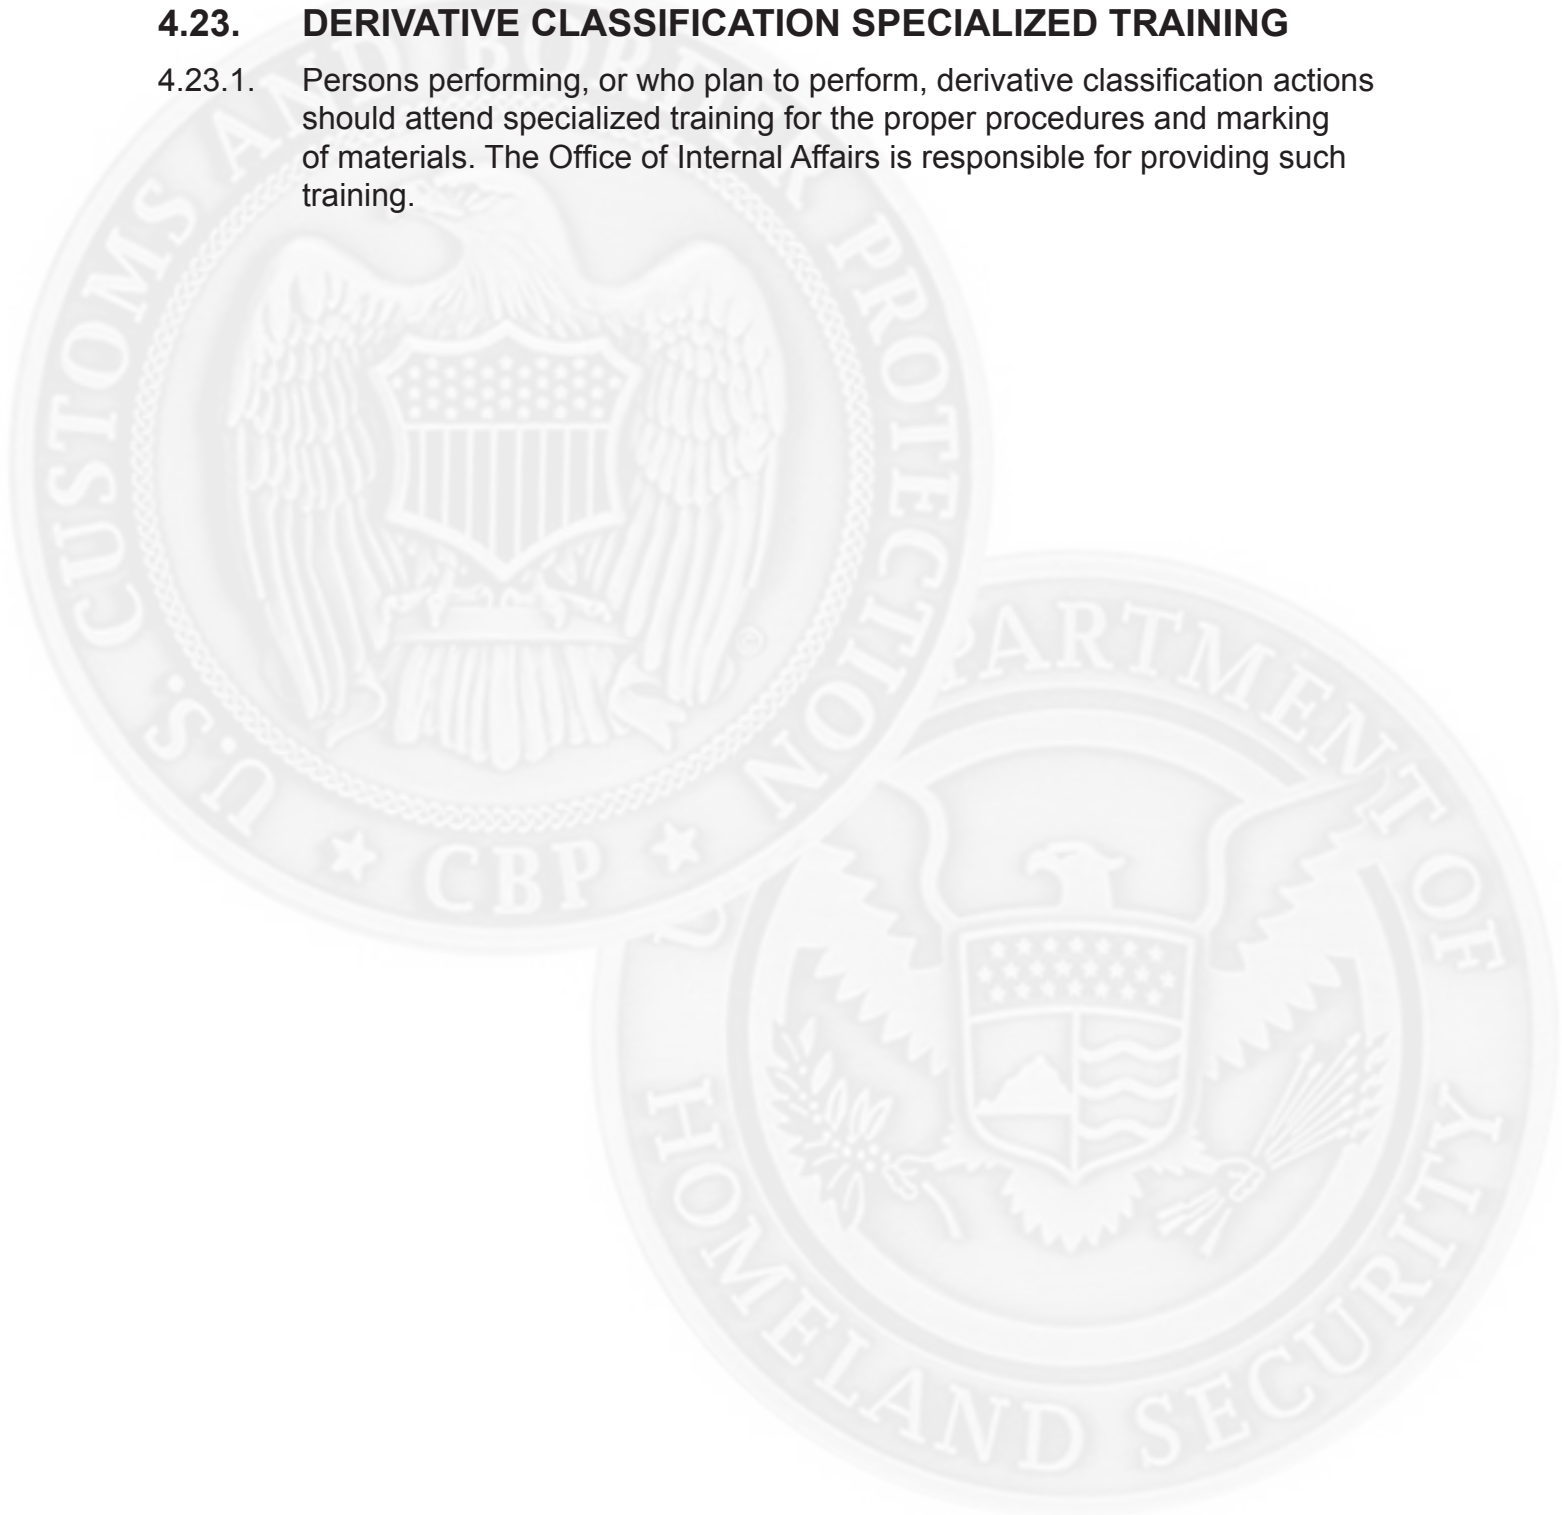 4.23. DERIVATIVE CLASSIFICATION SPECIALIZED TRAINING
4.23.1. Persons performing, or who plan to perform, derivative classification actions
should attend specialized training for the proper procedures and marking
of materials. The Office of Internal Affairs is responsible for providing such
training.
U.S. CUSTOMS AND BORDER PROTECTION
★ CBP ★
®
DEPARTMENT OF
HOMELAND SECURITY